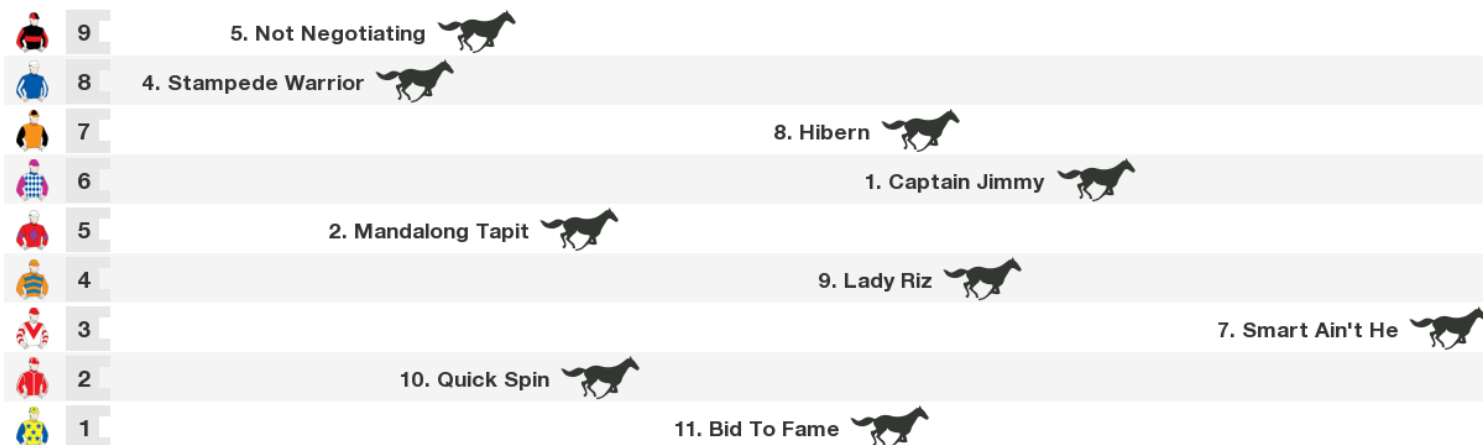 9 5. Not Negotiating
8 4. Stampede Warrior
7 8. Hibern
6 1. Captain Jimmy
5 2. Mandalong Tapit
4 9. Lady Riz
3 7. Smart Ain't He
2 10. Quick Spin
1 11. Bid To Fame